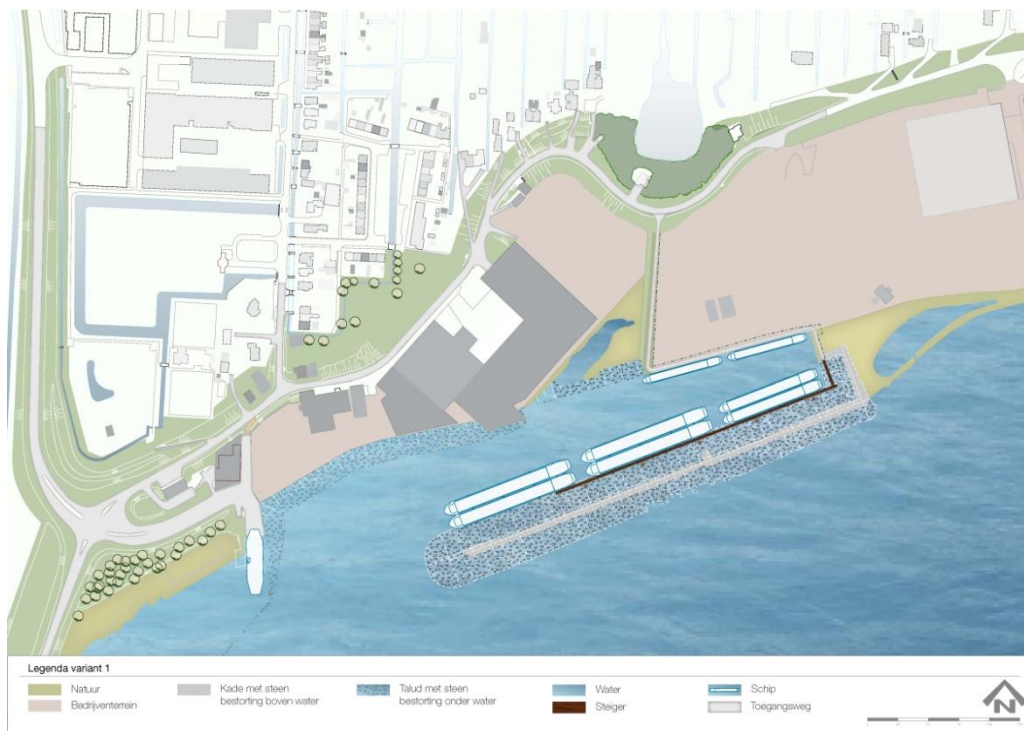 Legenda variant 1
Natuur
Bedrijventerrein
Kade met steen
bestorting boven water
Talud met steen
bestorting onder water
Water
Steiger
Schip
Toegangsweg
N